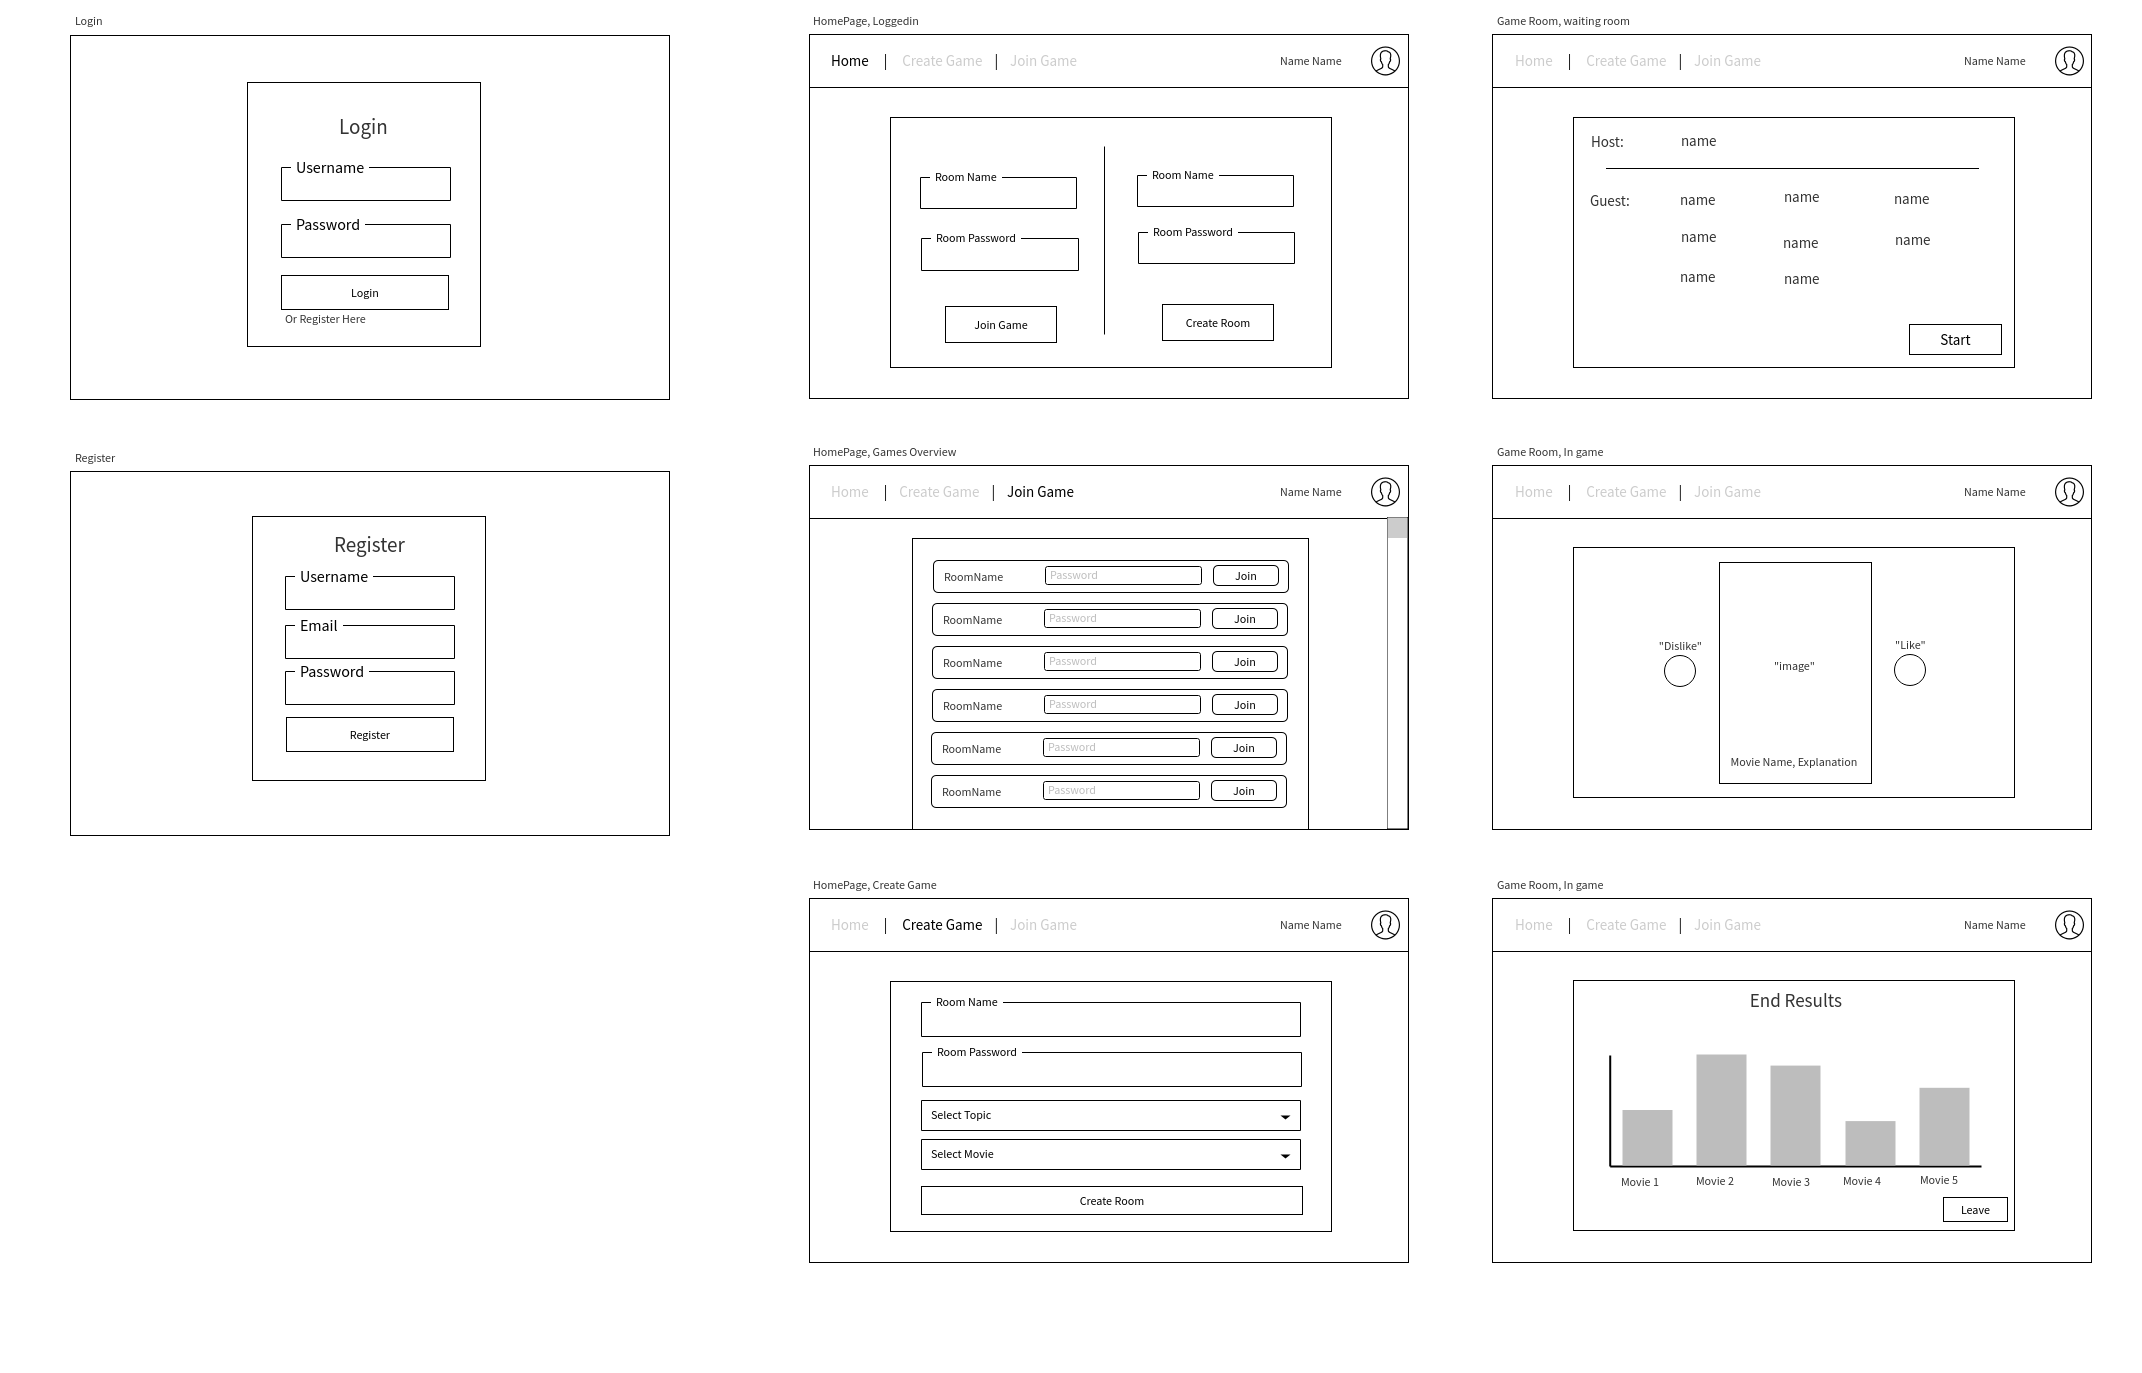 Login
Login
Username
Password
Login
Or Register Here
Register
Register
Username
Email
Password
Register
HomePage, Loggedin
Home | Create Game | Join Game Name Name
Room Name
Room Password
Join Game
Room Name
Room Password
Create Room
HomePage, Games Overview
Home | Create Game | Join Game Name Name
RoomName Password Join
RoomName Password Join
RoomName Password Join
RoomName Password Join
RoomName Password Join
RoomName Password Join
HomePage, Create Game
Home | Create Game | Join Game Name Name
Room Name
Room Password
Select Topic
Select Movie
Create Room
Game Room, waiting room
Home | Create Game | Join Game Name Name
Host: name
Guest: name name name
name name name
name name
Start
Game Room, In game
Home | Create Game | Join Game Name Name
"Dislike"
"image"
"Like"
Movie Name, Explanation
Game Room, In game
Home | Create Game | Join Game Name Name
End Results
Movie 1 Movie 2 Movie 3 Movie 4 Movie 5
Leave